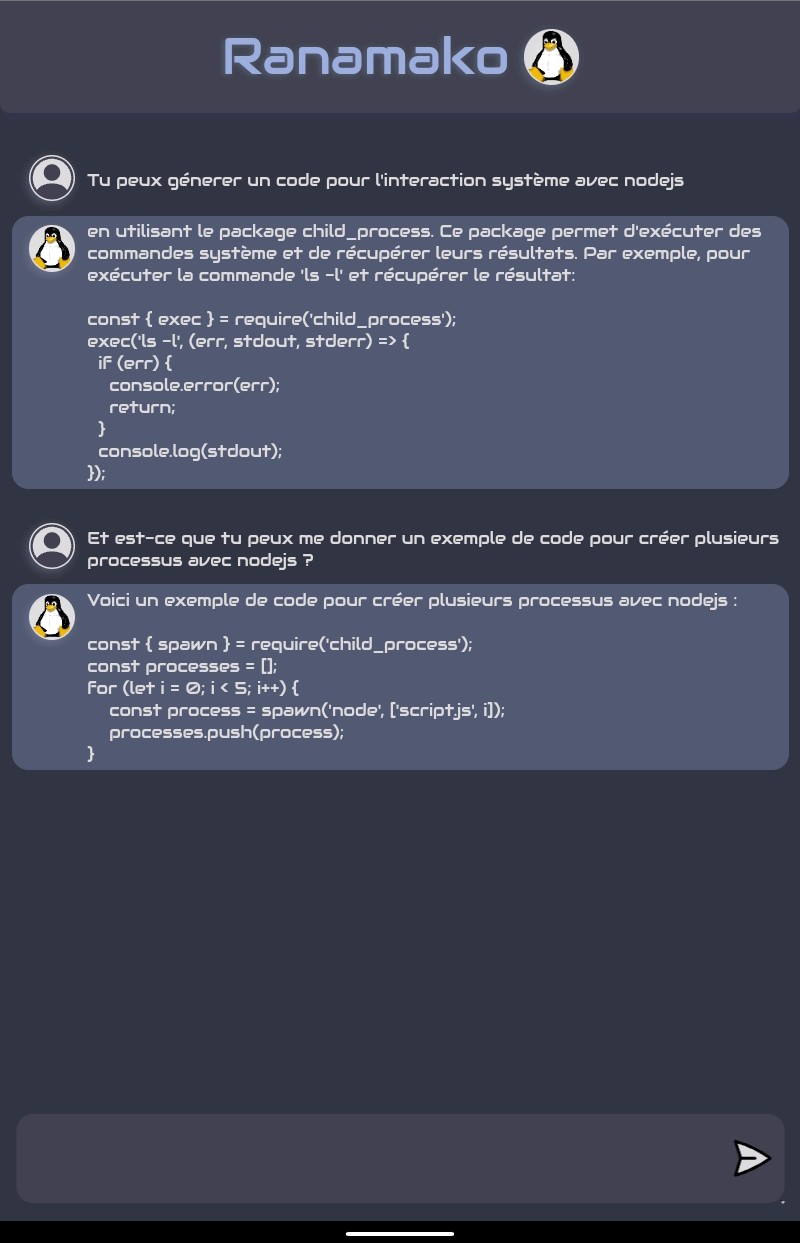 Ranamako
Tu peux génerer un code pour l'interaction système avec nodejs
en utilisant le package child_process. Ce package permet d'exécuter des
commandes système et de récupérer leurs résultats. Par exemple, pour
exécuter la commande 'ls -l' et récupérer le résultat:
const { exec } = require('child_process');
exec('ls -l', (err, stdout, stderr) => {
if (err) {
console.error(err);
return;
}
console.log(stdout);
});
Et est-ce que tu peux me donner un exemple de code pour créer plusieurs
processus avec nodejs ?
Voici un exemple de code pour créer plusieurs processus avec nodejs :
const { spawn } = require('child_process');
const processes = [];
for (let i = 0; i < 5; i++) {
const process = spawn('node', ['script.js', i]);
processes.push(process);
}